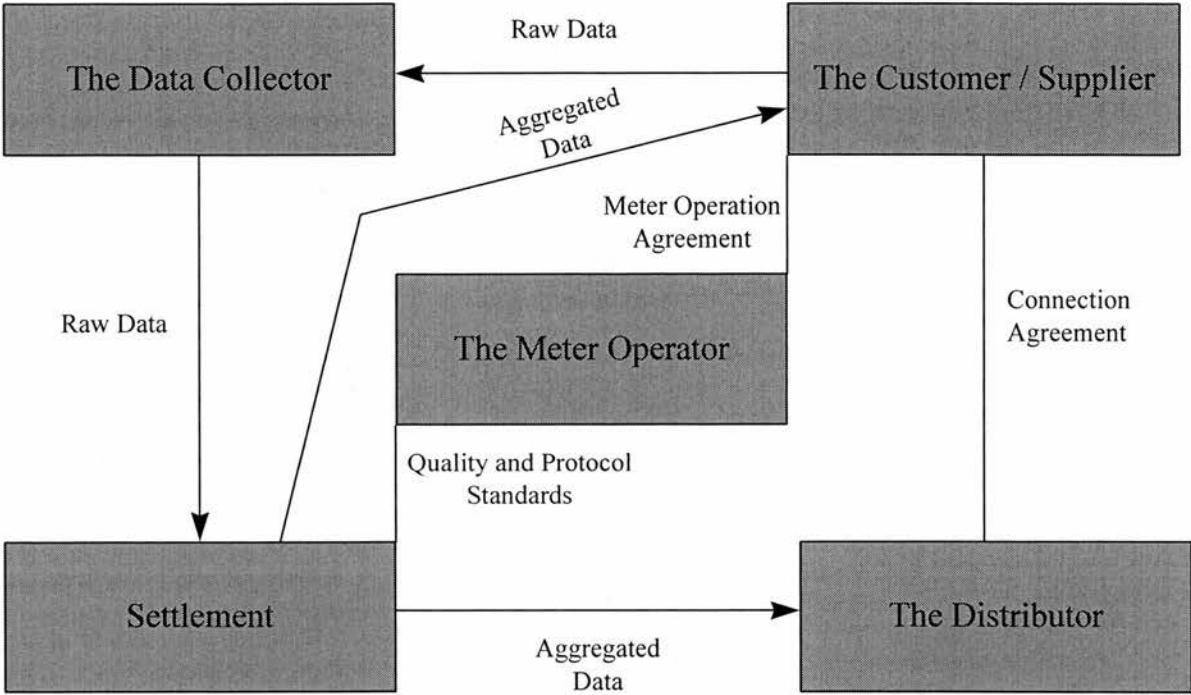 Raw Data
The Data Collector
The Customer / Supplier
Aggregated
Data
Meter Operation
Agreement
Raw Data
Connection
Agreement
The Meter Operator
Quality and Protocol
Standards
Settlement
The Distributor
Aggregated
Data